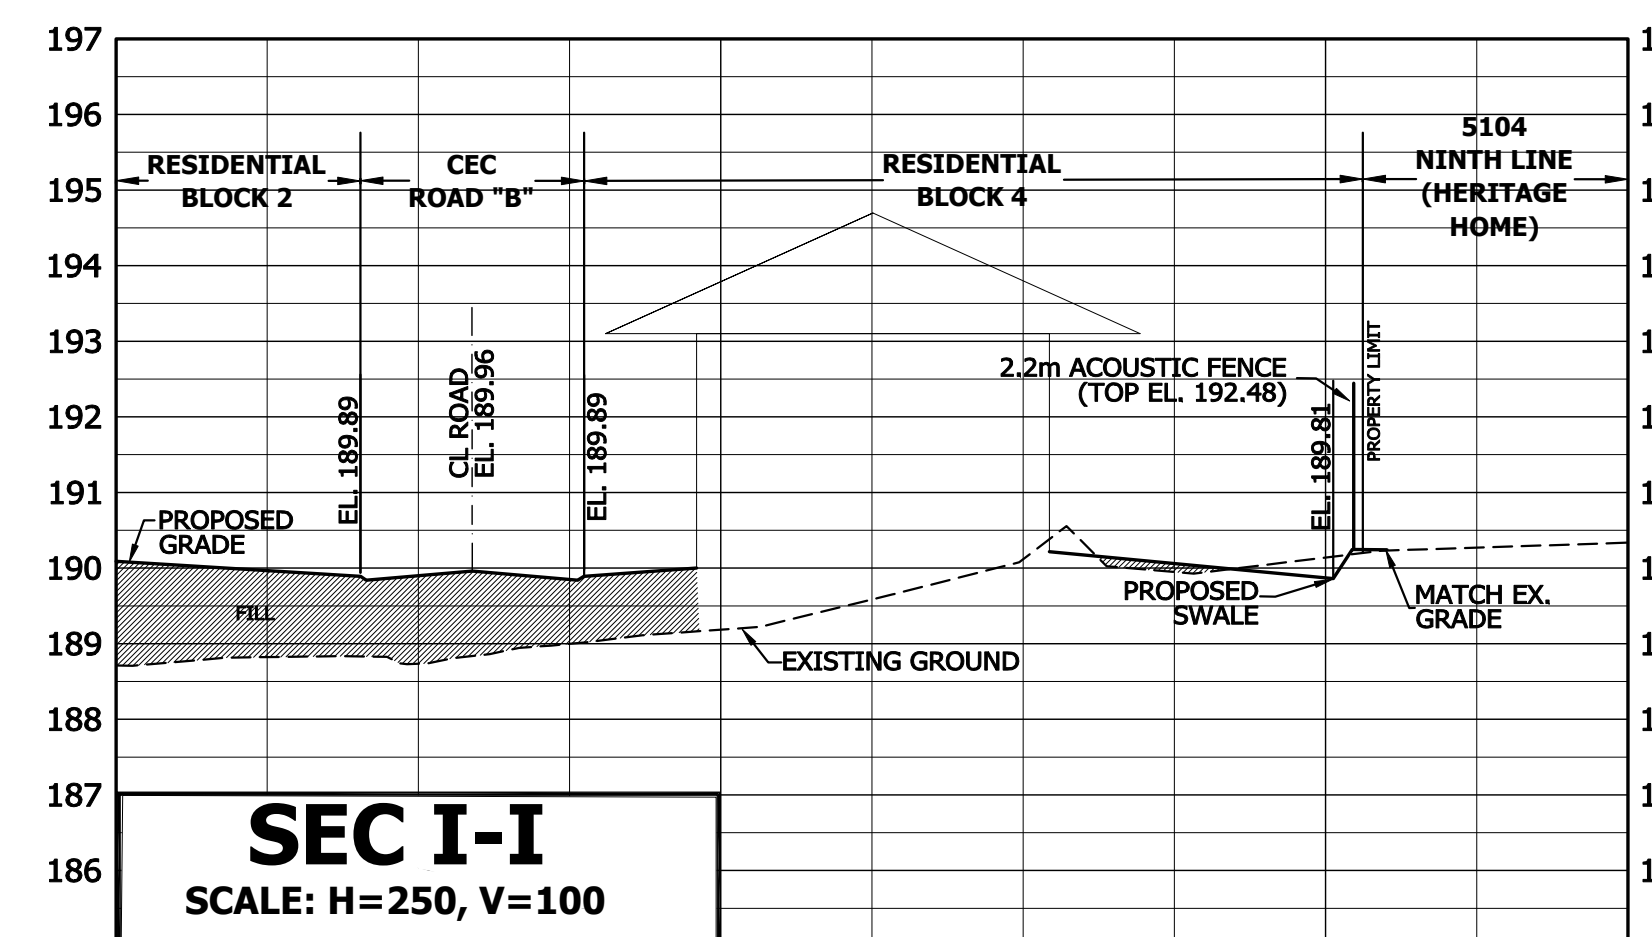 197
196
195
194
193
192
191
190
189
188
187
186
RESIDENTIAL
BLOCK 2
CEC
ROAD "B"
RESIDENTIAL
BLOCK 4
5104
NINTH LINE
(HERITAGE
HOME)
EL. 189.89
CL ROAD
EL. 189.96
EL. 189.89
2.2m ACOUSTIC FENCE
(TOP EL. 192.48)
EL. 189.81
PROPERTY LIMIT
PROPOSED
GRADE
FILL
EXISTING GROUND
PROPOSED
SWALE
MATCH EX.
GRADE
SEC I-I
SCALE: H=250, V=100